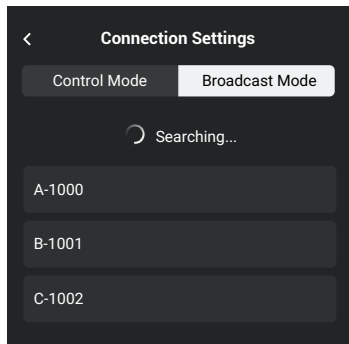 Connection Settings
Control Mode
Broadcast Mode
Searching...
A-1000
B-1001
C-1002